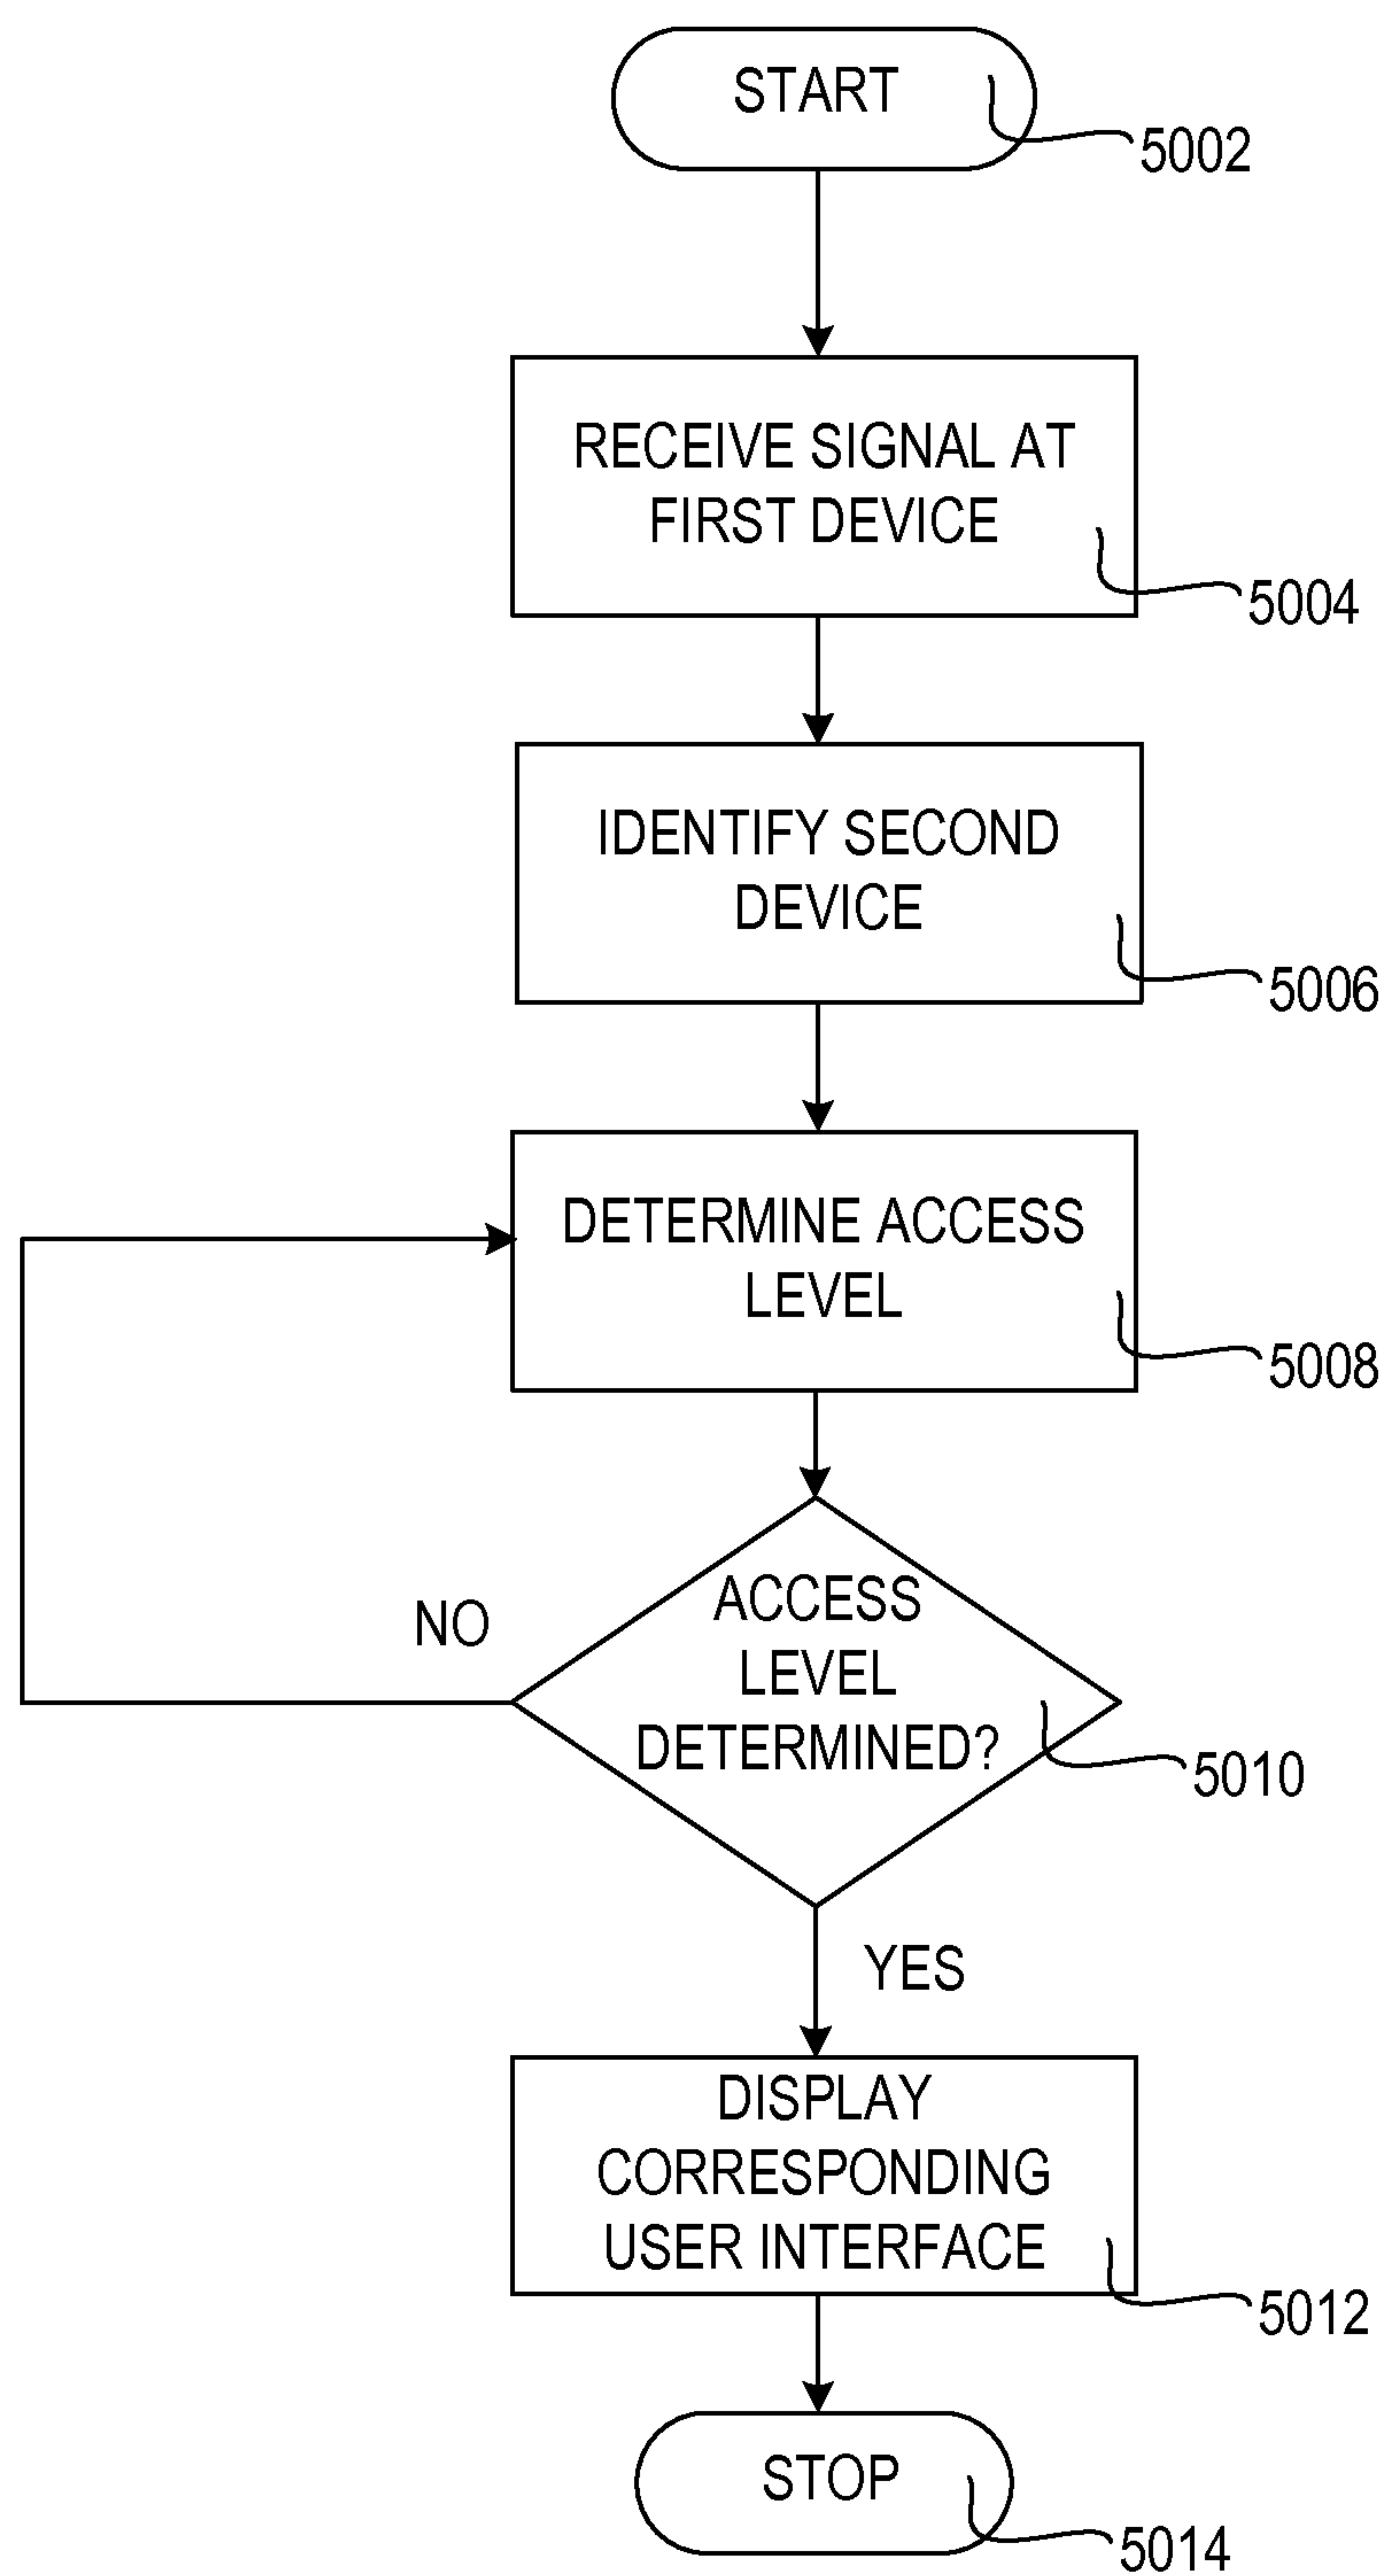 START
5002
RECEIVE SIGNAL AT
FIRST DEVICE
5004
IDENTIFY SECOND
DEVICE
5006
DETERMINE ACCESS
LEVEL
5008
ACCESS
LEVEL
DETERMINED?
NO
5010
YES
DISPLAY
CORRESPONDING
USER INTERFACE
5012
STOP
5014